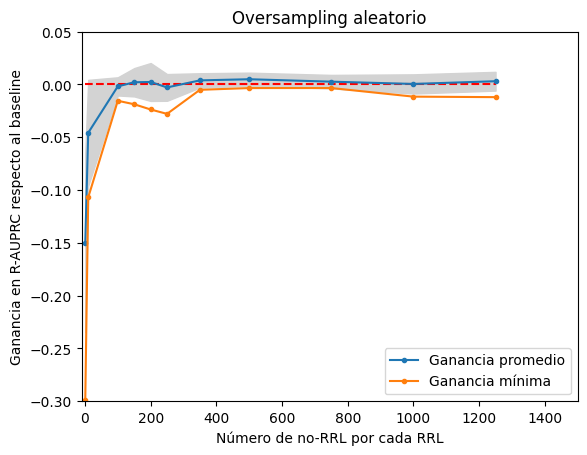 Oversampling aleatorio
Ganancia en R-AUPRC respecto al baseline
0.05
0.00
−0.05
−0.10
−0.15
−0.20
−0.25
−0.30
Ganancia promedio
Ganancia mínima
0 200 400 600 800 1000 1200 1400
Número de no-RRL por cada RRL